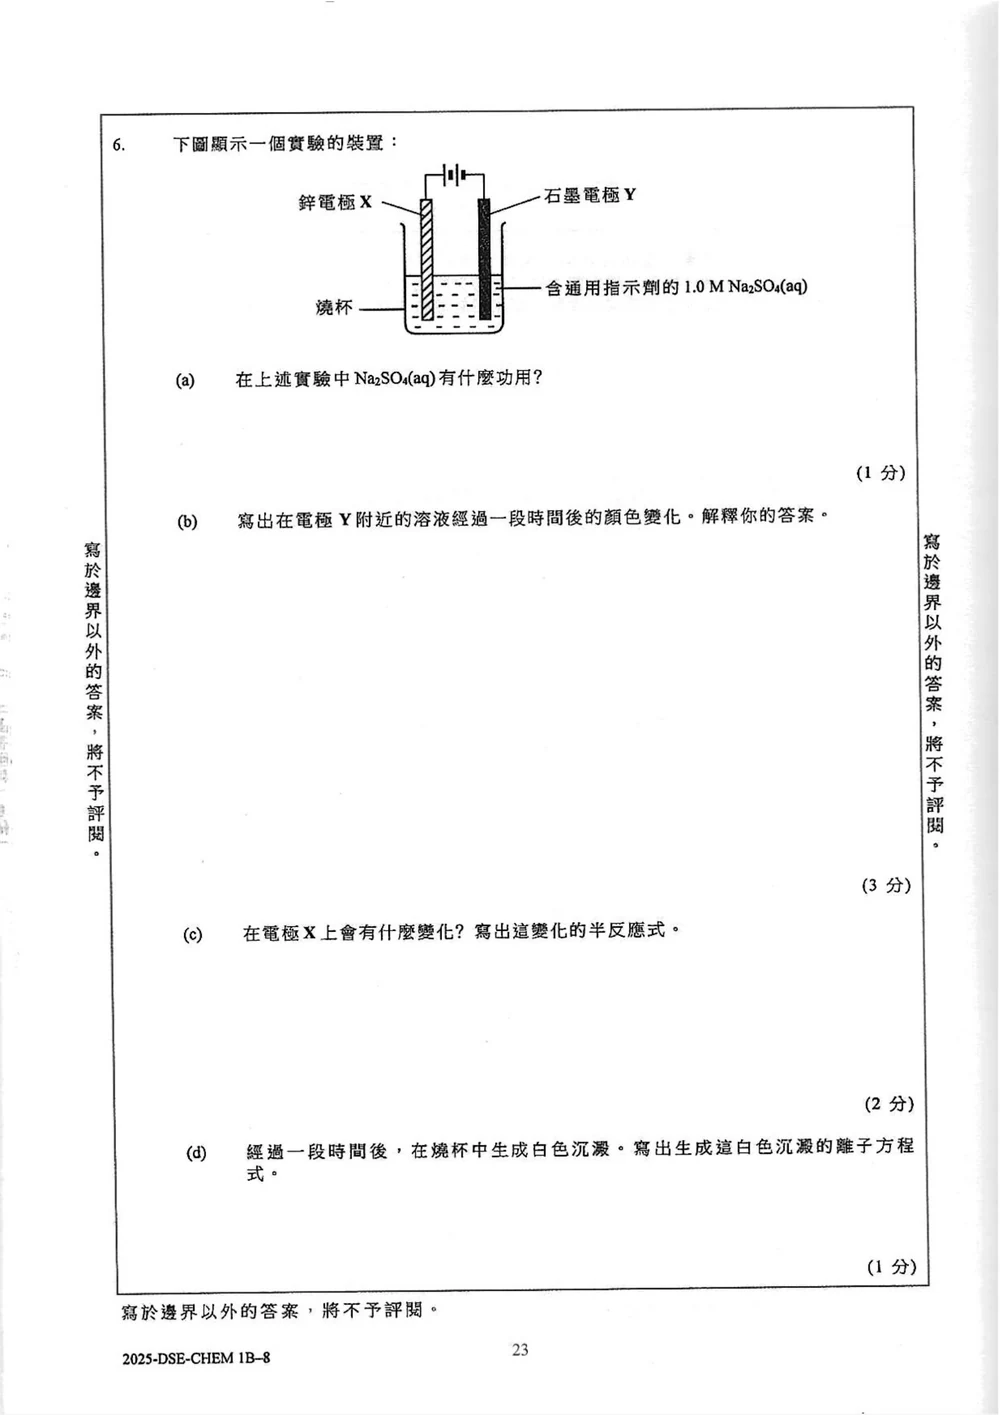 6. 下圖顯示一個實驗的裝置：
鋅電極 X
石墨電極 Y
含通用指示劑的 1.0 M Na₂SO₄(aq)
燒杯
(a) 在上述實驗中 Na₂SO₄(aq) 有什麼功用？
(1 分)
(b) 寫出在電極 Y 附近的溶液經過一段時間後的顏色變化。解釋你的答案。
(3 分)
(c) 在電極 X 上會有什麼變化？寫出這變化的半反應式。
(2 分)
(d) 經過一段時間後，在燒杯中生成白色沉澱。寫出生成這白色沉澱的離子方程
式。
(1 分)
寫於邊界以外的答案，將不予評閱。
寫於邊界以外的答案，將不予評閱。
寫於邊界以外的答案，將不予評閱。
2025-DSE-CHEM 1B–8
23